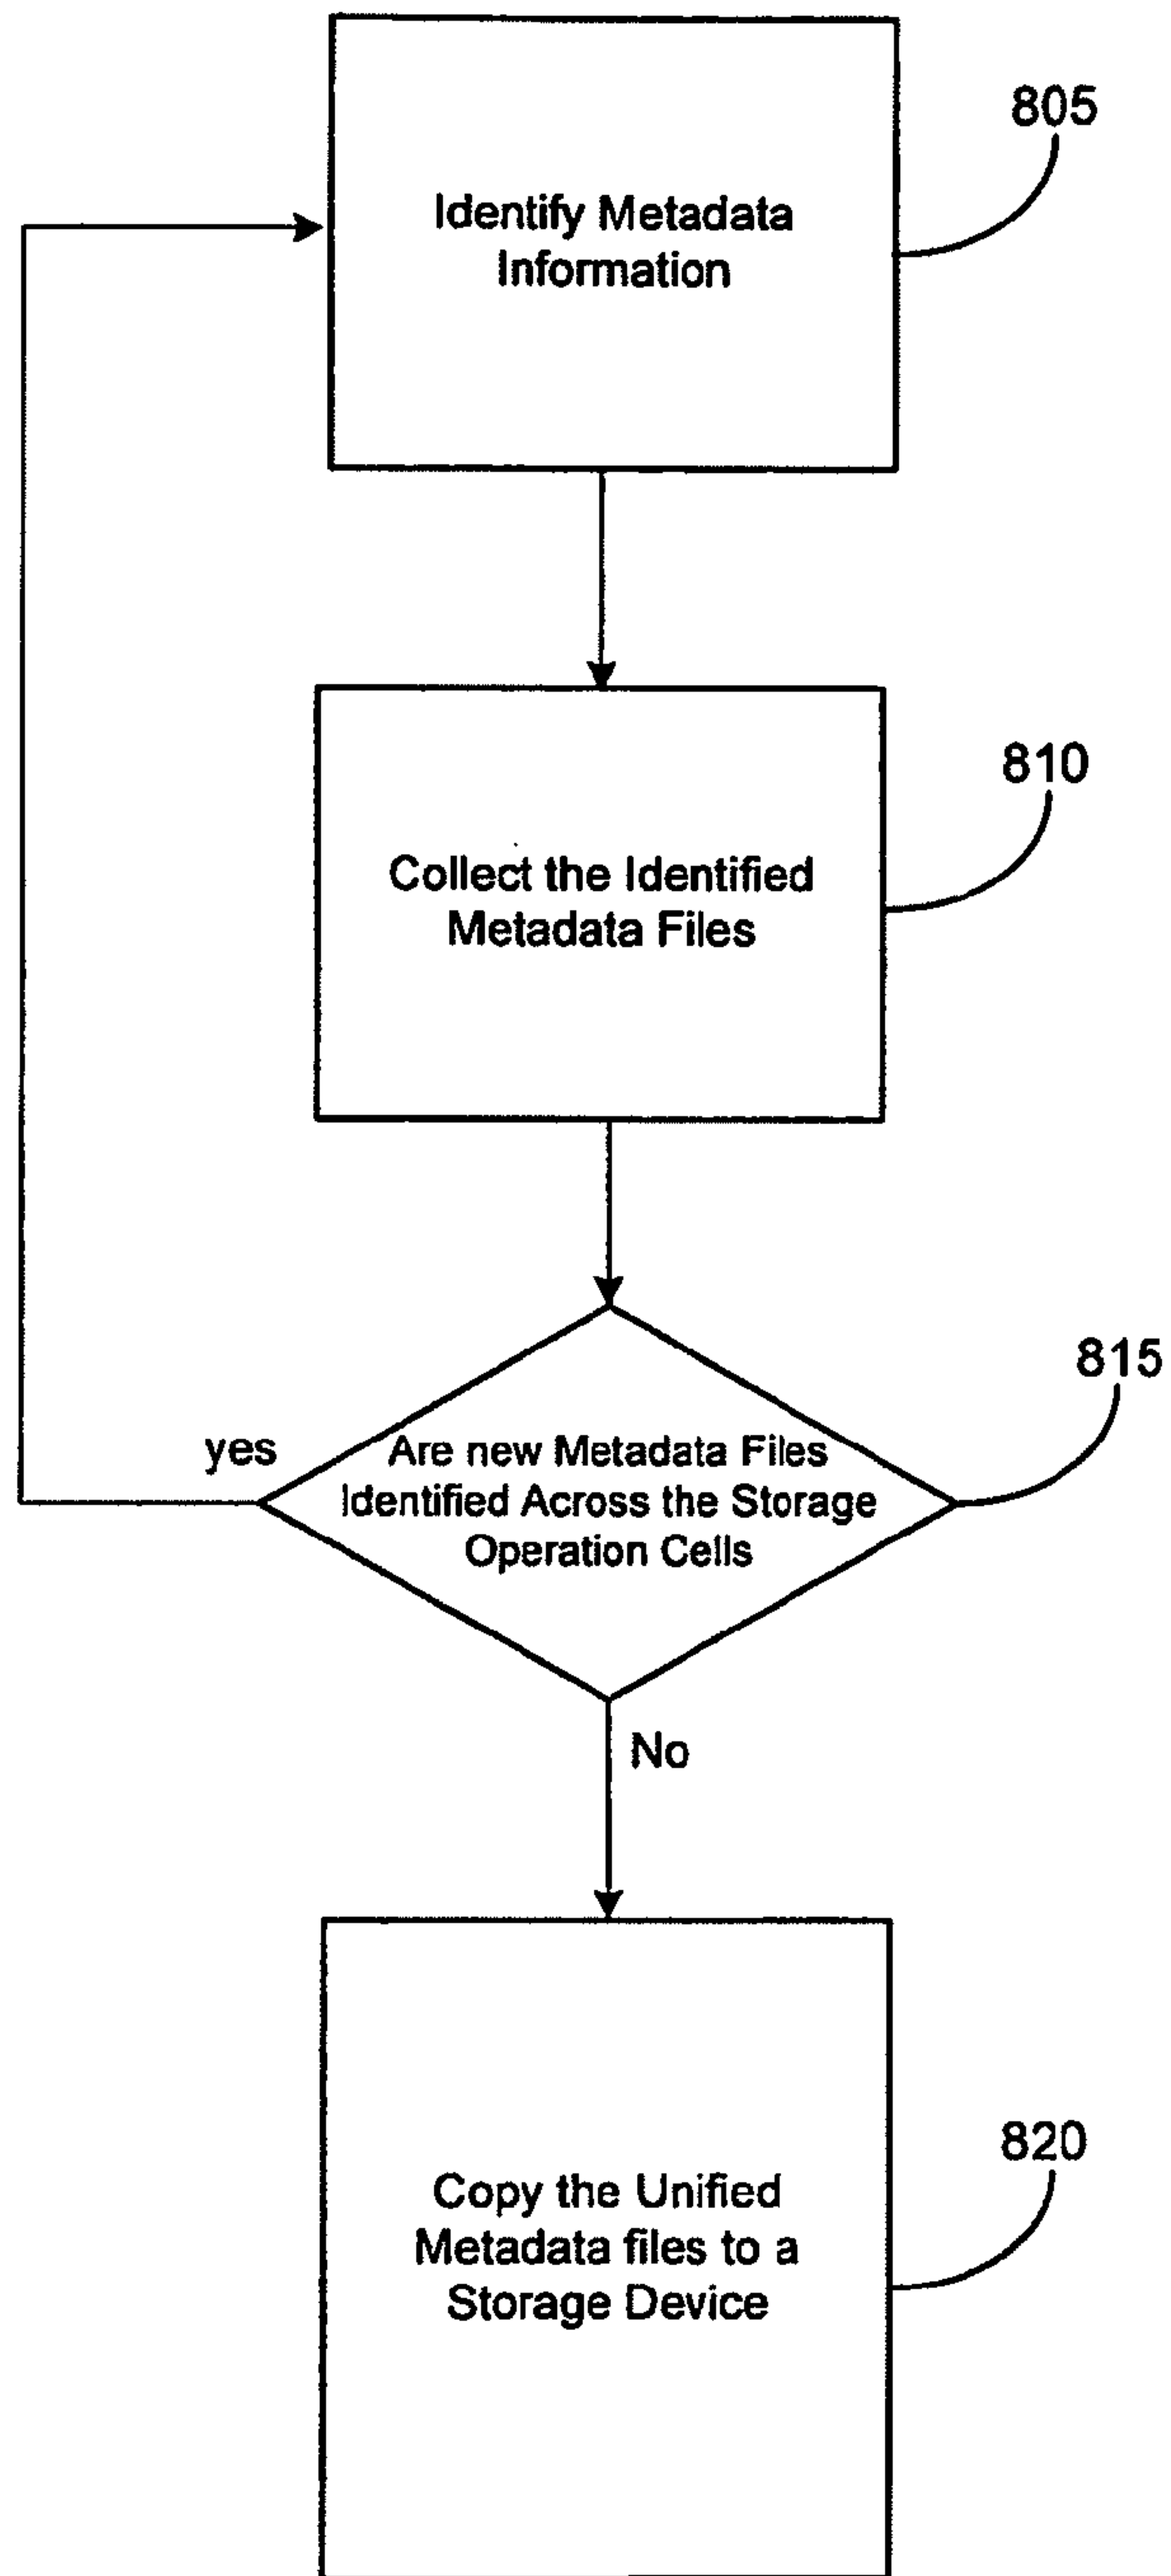 805
Identify Metadata
Information
810
Collect the Identified
Metadata Files
815
yes
Are new Metadata Files
Identified Across the Storage
Operation Cells
No
820
Copy the Unified
Metadata files to a
Storage Device